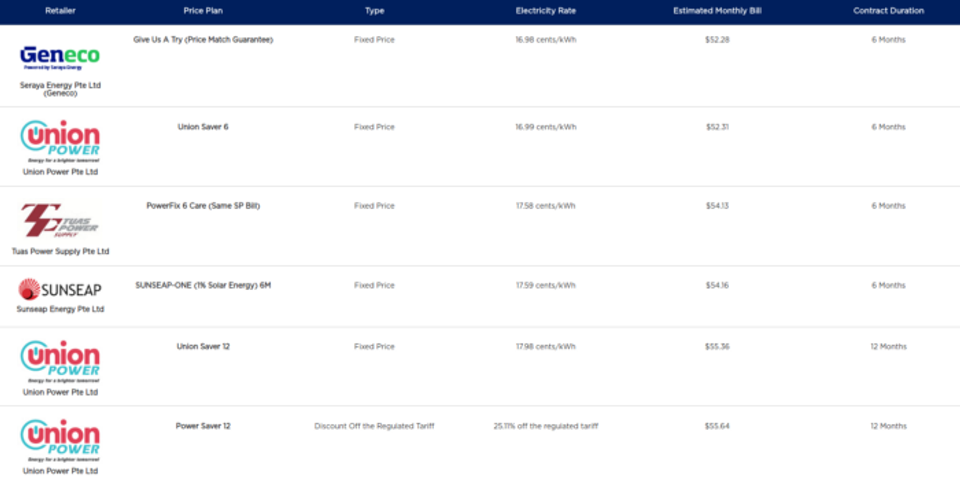 Retailer Price Plan Type Electricity Rate Estimated Monthly Bill Contract Duration
Give Us A Try (Price Match Guarantee) Fixed Price 16.98 cents/kWh $52.28 6 Months
Geneco
Powered by Seraya Energy
Seraya Energy Pte Ltd
(Geneco)
Union Saver 6 Fixed Price 16.99 cents/kWh $52.31 6 Months
union
POWER
Energy for a brighter tomorrow!
Union Power Pte Ltd
PowerFix 6 Care (Same SP Bill) Fixed Price 17.58 cents/kWh $54.13 6 Months
TUAS
POWER
SUPPLY
Tuas Power Supply Pte Ltd
SUNSEAP-ONE (1% Solar Energy) 6M Fixed Price 17.59 cents/kWh $54.16 6 Months
SUNSEAP
Sunseap Energy Pte Ltd
Union Saver 12 Fixed Price 17.98 cents/kWh $55.36 12 Months
union
POWER
Energy for a brighter tomorrow!
Union Power Pte Ltd
Power Saver 12 Discount Off the Regulated Tariff 25.11% off the regulated tariff $55.64 12 Months
union
POWER
Energy for a brighter tomorrow!
Union Power Pte Ltd